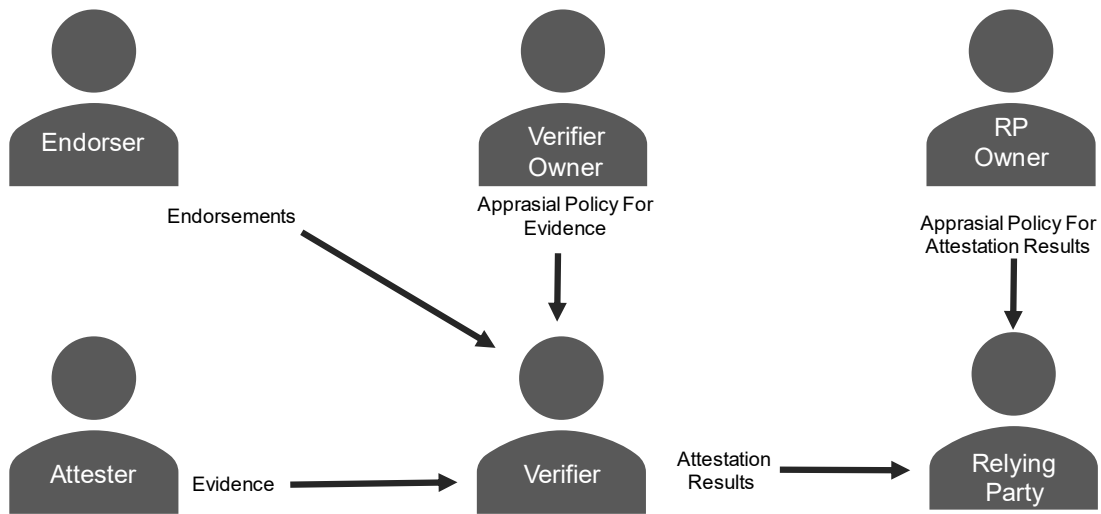 Endorser
Verifier
Owner
RP
Owner
Endorsements
Apprasial Policy For
Evidence
Apprasial Policy For
Attestation Results
Attester
Evidence
Verifier
Attestation
Results
Relying
Party